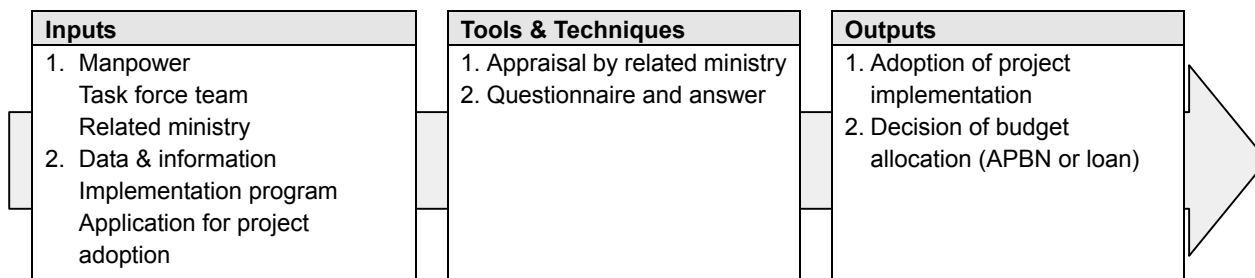 Inputs
1. Manpower
Task force team
Related ministry
2. Data & information
Implementation program
Application for project
adoption
Tools & Techniques
1. Appraisal by related ministry
2. Questionnaire and answer
Outputs
1. Adoption of project
implementation
2. Decision of budget
allocation (APBN or loan)